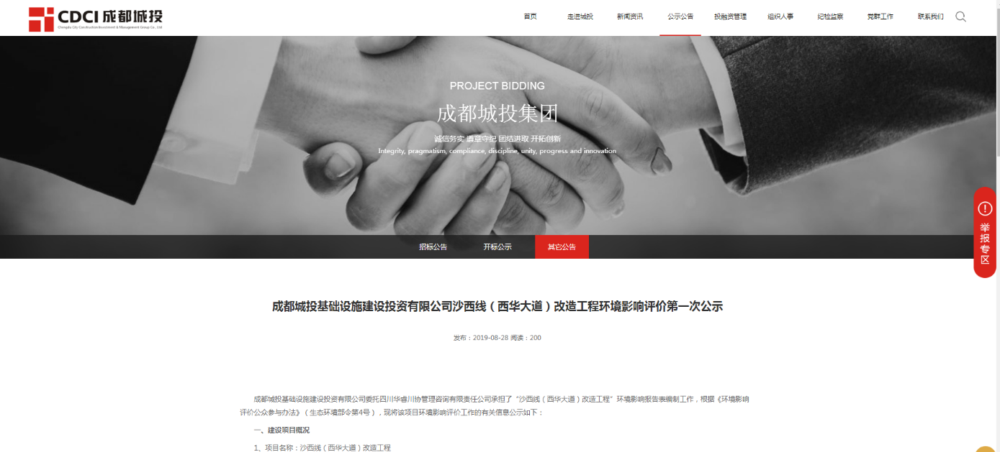 CDCI 成都城投
Chengdu City Construction Investment & Management Group Co., Ltd
首页 走进城投 新闻资讯 公示公告 投融资管理 组织人事 纪检监察 党群工作 联系我们
PROJECT BIDDING
成都城投集团
诚信务实 遵章守纪 团结进取 开拓创新
Integrity, pragmatism, compliance, discipline, unity, progress and innovation
举报专区
招标公告 开标公示 其它公告
成都城投基础设施建设投资有限公司沙西线（西华大道）改造工程环境影响评价第一次公示
发布：2019-08-28 阅读：200
成都城投基础设施建设投资有限公司委托四川华睿川协管理咨询有限责任公司承担了“沙西线（西华大道）改造工程”环境影响报告表编制工作，根据《环境影响
评价公众参与办法》（生态环境部令第4号），现将该项目环境影响评价工作的有关信息公示如下：
一、建设项目概况
1、项目名称：沙西线（西华大道）改造工程